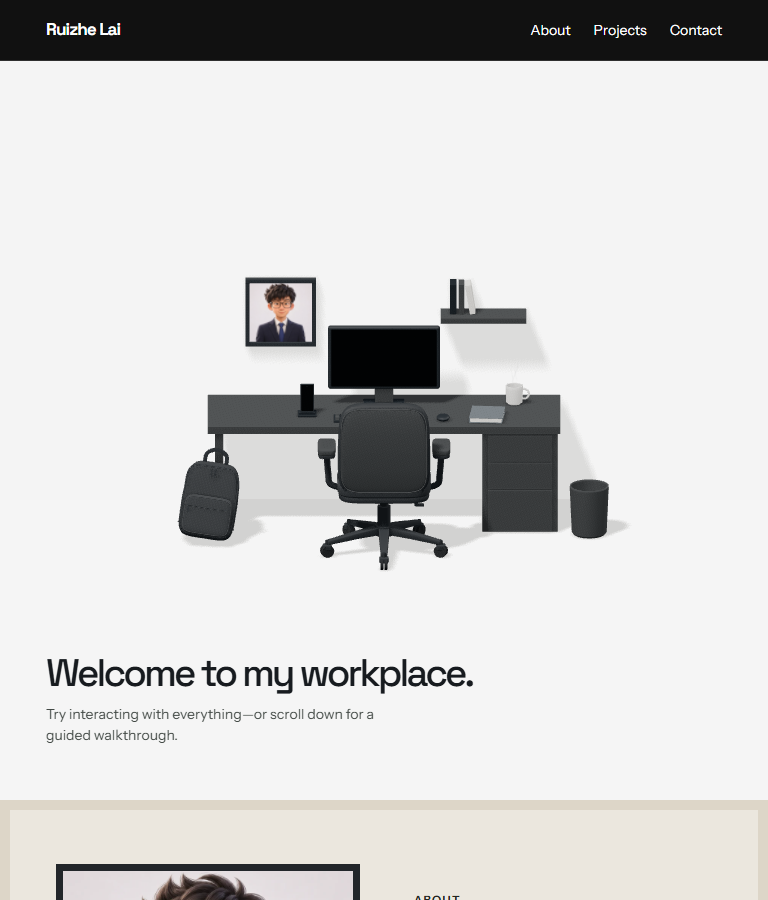 Ruizhe Lai
About Projects Contact
Welcome to my workplace.
Try interacting with everything—or scroll down for a
guided walkthrough.
ABOUT